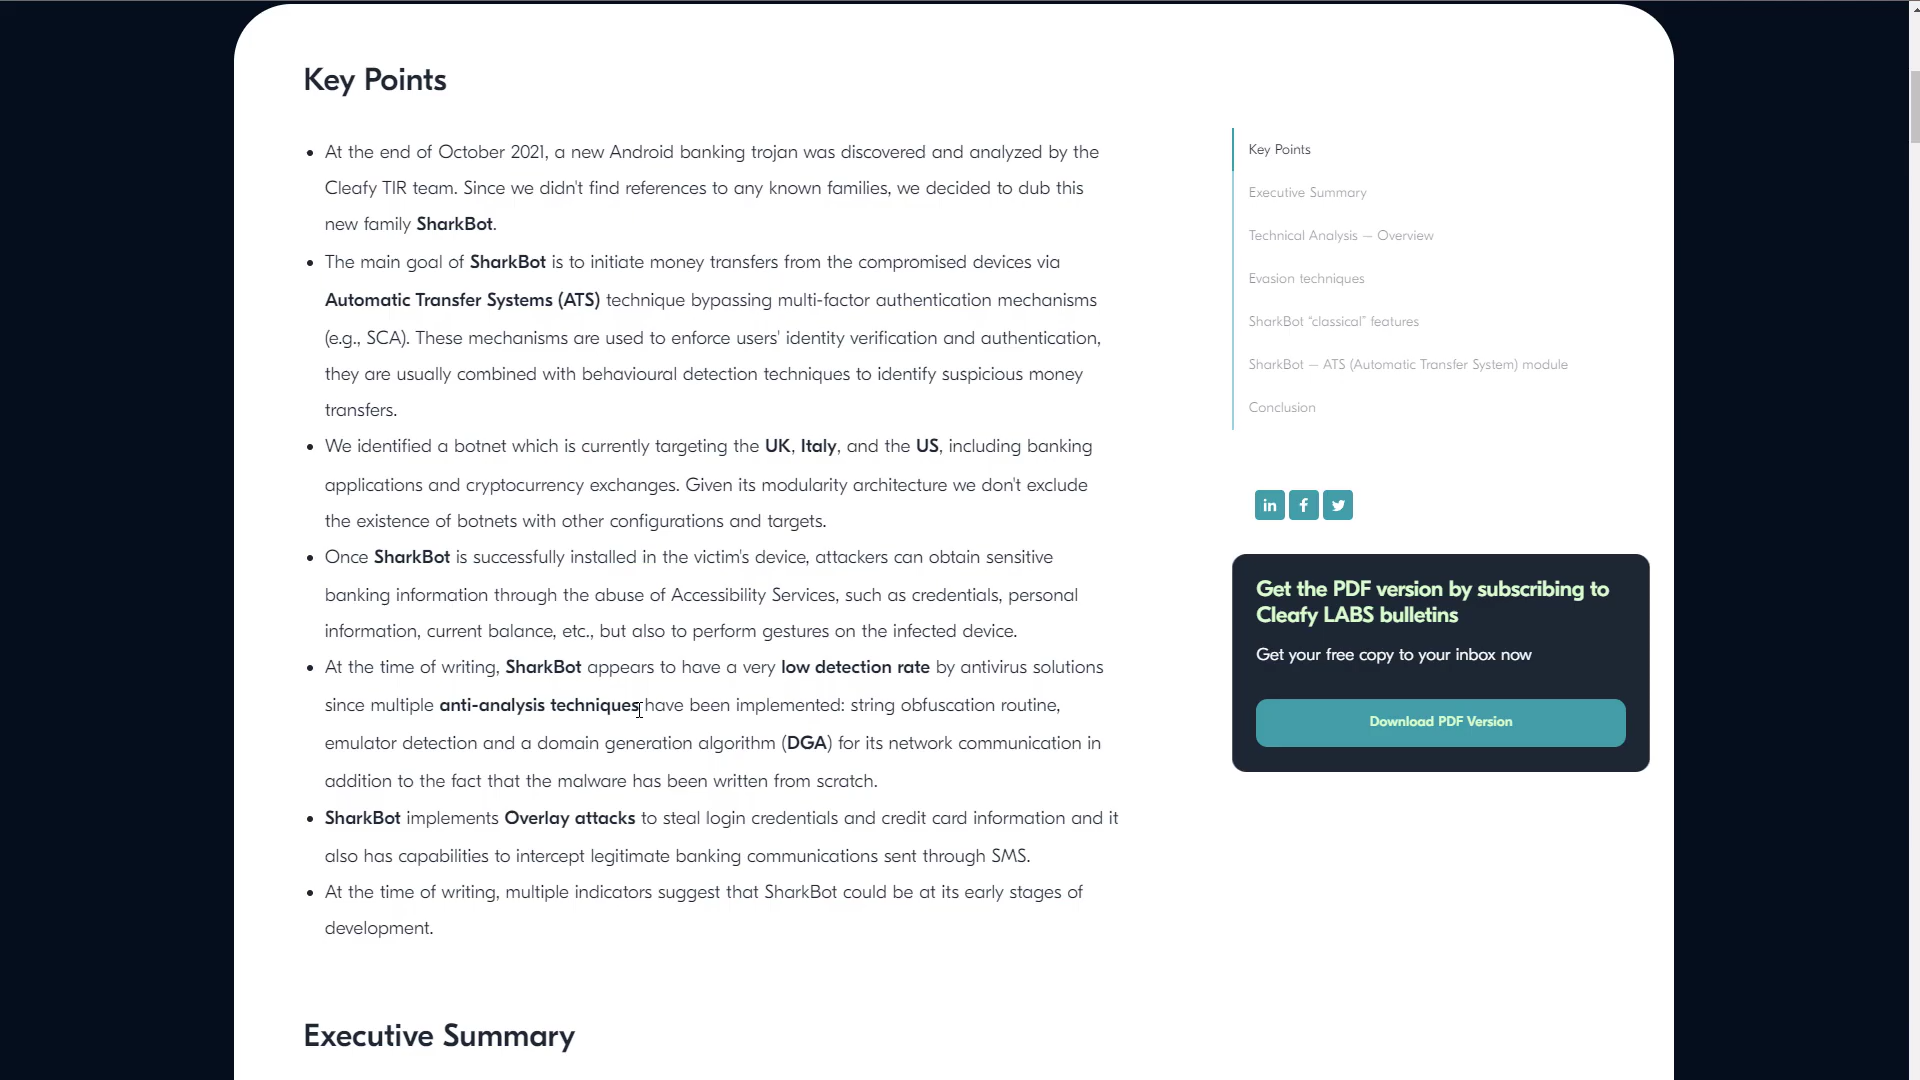 Key Points
At the end of October 2021, a new Android banking trojan was discovered and analyzed by the
Cleafy TIR team. Since we didn't find references to any known families, we decided to dub this
new family SharkBot.
The main goal of SharkBot is to initiate money transfers from the compromised devices via
Automatic Transfer Systems (ATS) technique bypassing multi-factor authentication mechanisms
(e.g., SCA). These mechanisms are used to enforce users' identity verification and authentication,
they are usually combined with behavioural detection techniques to identify suspicious money
transfers.
We identified a botnet which is currently targeting the UK, Italy, and the US, including banking
applications and cryptocurrency exchanges. Given its modularity architecture we don't exclude
the existence of botnets with other configurations and targets.
Once SharkBot is successfully installed in the victim's device, attackers can obtain sensitive
banking information through the abuse of Accessibility Services, such as credentials, personal
information, current balance, etc., but also to perform gestures on the infected device.
At the time of writing, SharkBot appears to have a very low detection rate by antivirus solutions
since multiple anti-analysis techniques have been implemented: string obfuscation routine,
emulator detection and a domain generation algorithm (DGA) for its network communication in
addition to the fact that the malware has been written from scratch.
SharkBot implements Overlay attacks to steal login credentials and credit card information and it
also has capabilities to intercept legitimate banking communications sent through SMS.
At the time of writing, multiple indicators suggest that SharkBot could be at its early stages of
development.
Executive Summary
Key Points
Executive Summary
Technical Analysis – Overview
Evasion techniques
SharkBot “classical” features
SharkBot – ATS (Automatic Transfer System) module
Conclusion
Get the PDF version by subscribing to
Cleafy LABS bulletins
Get your free copy to your inbox now
Download PDF Version